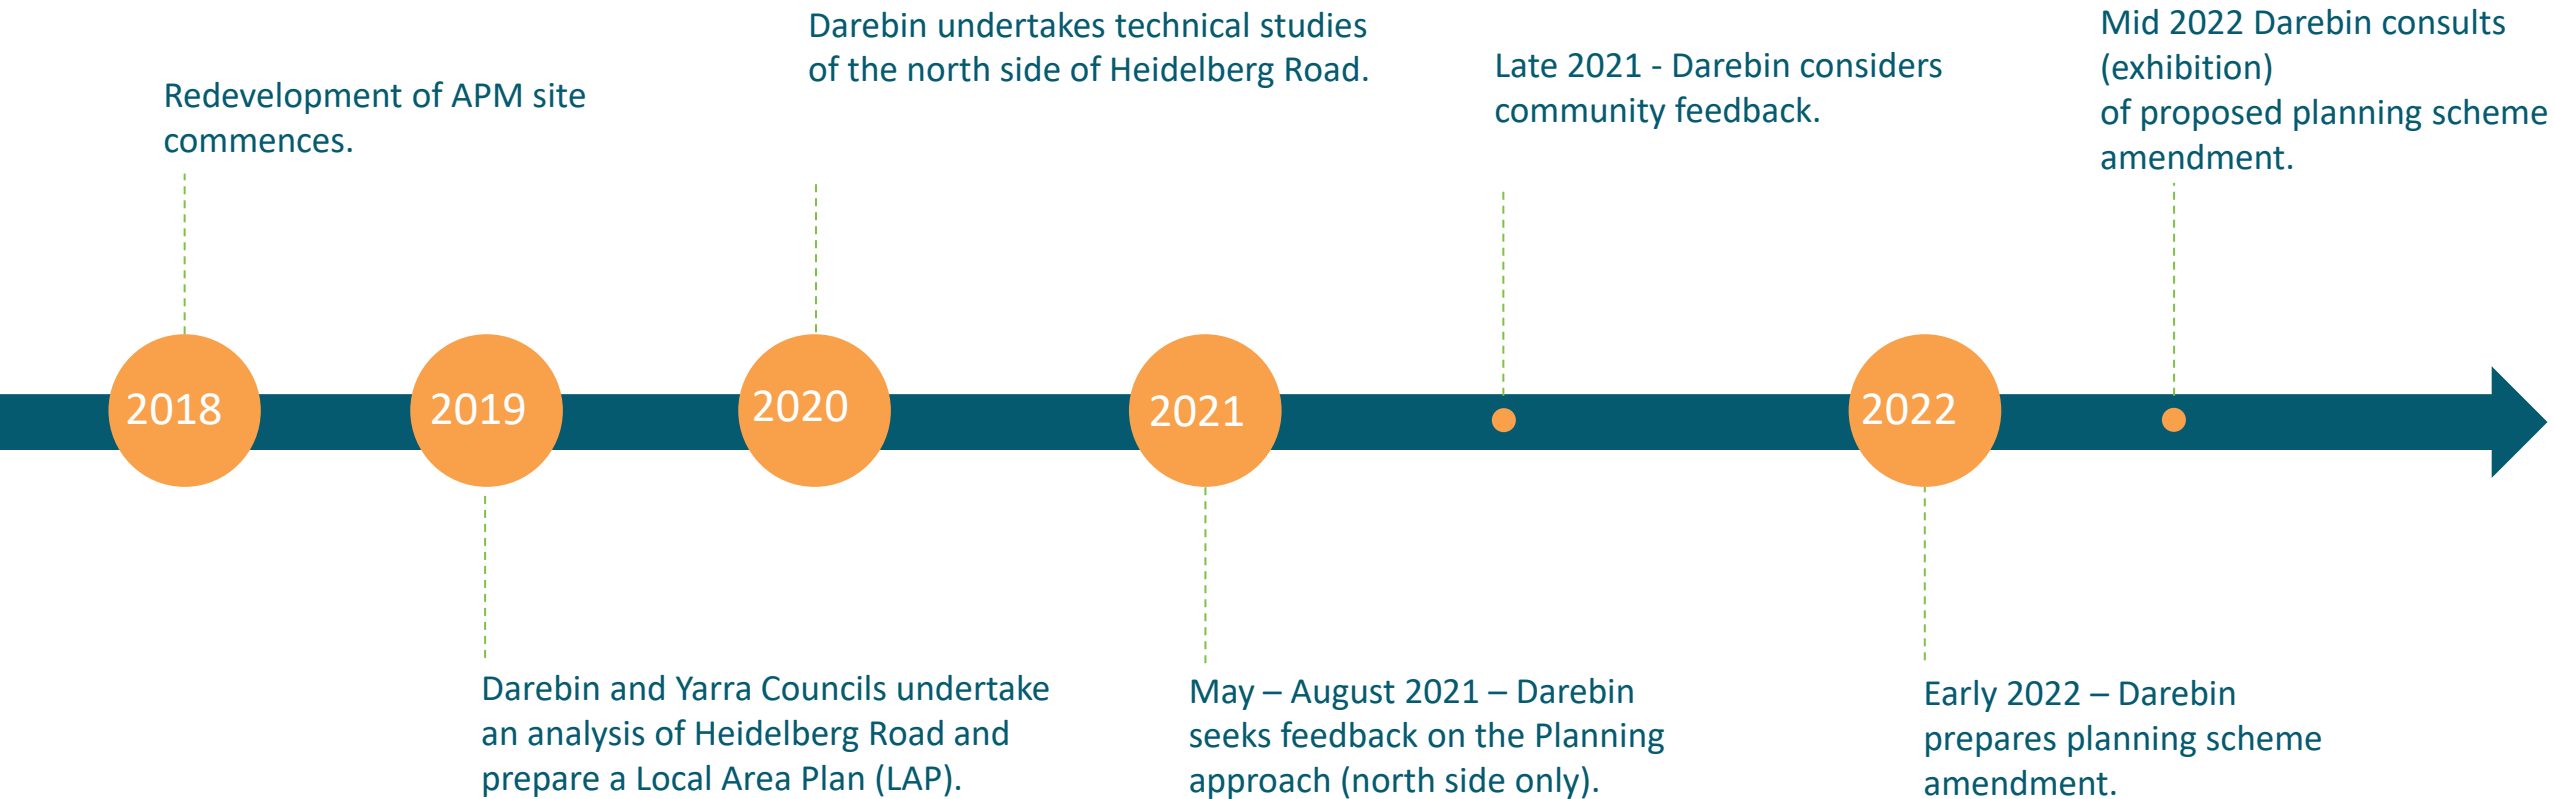 Redevelopment of APM site
commences.
Darebin undertakes technical studies
of the north side of Heidelberg Road.
Late 2021 - Darebin considers
community feedback.
Mid 2022 Darebin consults
(exhibition)
of proposed planning scheme
amendment.
2018
2019
2020
2021
2022
Darebin and Yarra Councils undertake
an analysis of Heidelberg Road and
prepare a Local Area Plan (LAP).
May – August 2021 – Darebin
seeks feedback on the Planning
approach (north side only).
Early 2022 – Darebin
prepares planning scheme
amendment.